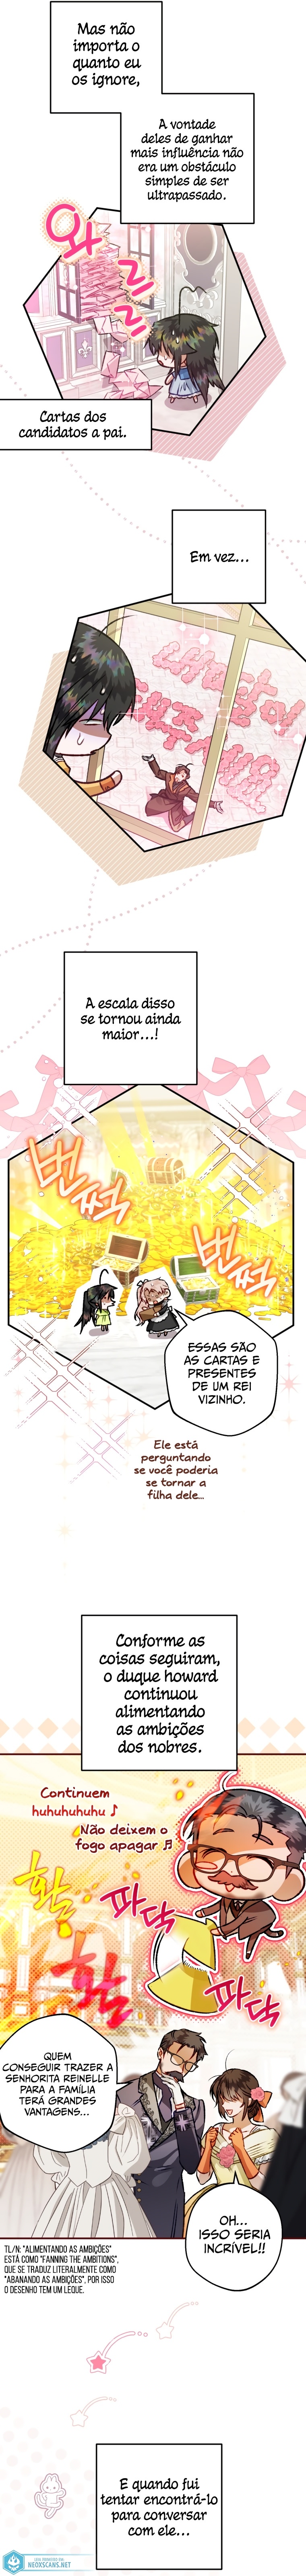 Mas não
importa o
quanto eu
os ignore,
A vontade
deles de ganhar
mais influência não
era um obstáculo
simples de ser
ultrapassado.
와
르
르
Cartas dos
candidatos a pai.
Em vez...
A escala disso
se tornou ainda
maior...!
번쩍
번쩍
Essas são
as cartas e
presentes
de um rei
vizinho.
Ele está
perguntando
se você poderia
se tornar a
filha dele...
Conforme as
coisas seguiram,
o duque howard
continuou
alimentando
as ambições
dos nobres.
Continuem
huhuhuhuhu ♪
Não deixem o
fogo apagar ♬
활
활
파닥
파닥
Quem
conseguir trazer a
senhorita Reinelle
para a família
terá grandes
vantagens...
Oh...
Isso seria
incrível!!
TL/N: "ALIMENTANDO AS AMBIÇÕES"
ESTÁ COMO "FANNING THE AMBITIONS",
QUE SE TRADUZ LITERALMENTE COMO
"ABANANDO AS AMBIÇÕES", POR ISSO
O DESENHO TEM UM LEQUE.
E quando fui
tentar encontrá-lo
para conversar
com ele...
LEIA PRIMEIRO EM:
NEOXSCANS.NET